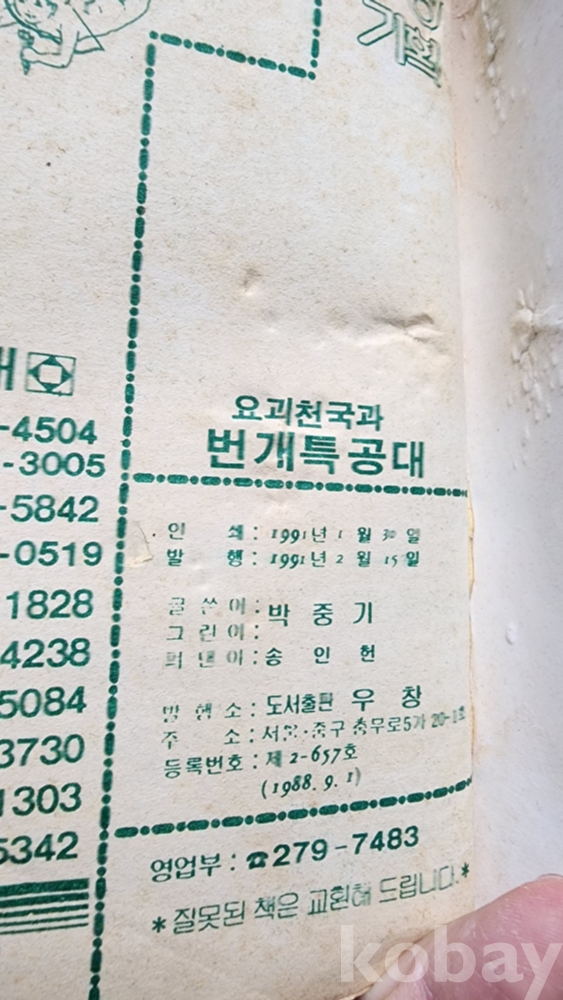 -4504
-3005
-5842
-0519
1828
4238
5084
3730
1303
5342
요괴천국과
번개특공대
인 쇄 : 1991년 1 월 30 일
발 행 : 1991년 2 월 15 일
글 쓴 이 : 박 중 기
그 린 이 :
펴 낸 이 : 송 인 헌
발 행 소 : 도서출판 우 창
주 소 : 서울·중구 충무로5가 20-1호
등록번호 : 제 2-657호
(1988. 9. 1)
영업부 : ☎279-7483
*잘못된 책은 교환해 드립니다.*
kobay